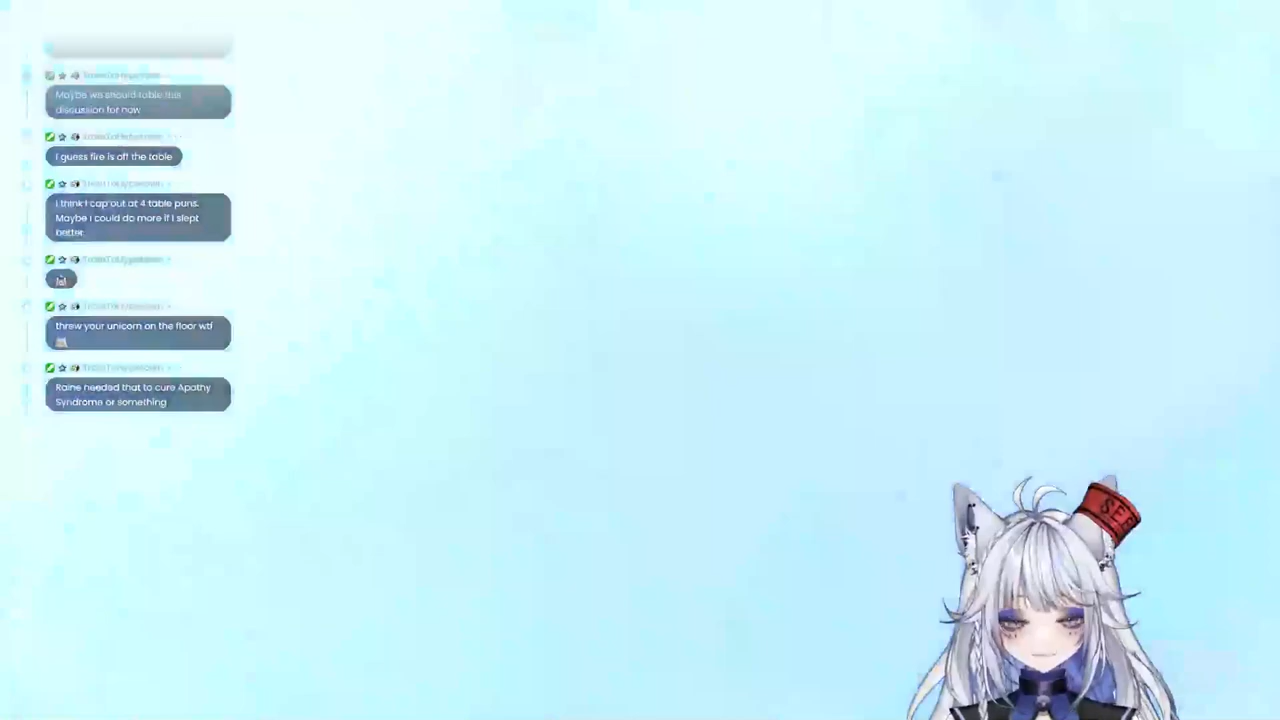 Maybe we should table this
discussion for now
I guess fire is off the table
I think I cap out at 4 table puns.
Maybe I could do more if I slept
better.
threw your unicorn on the floor wtf
Raine needed that to cure Apathy
Syndrome or something